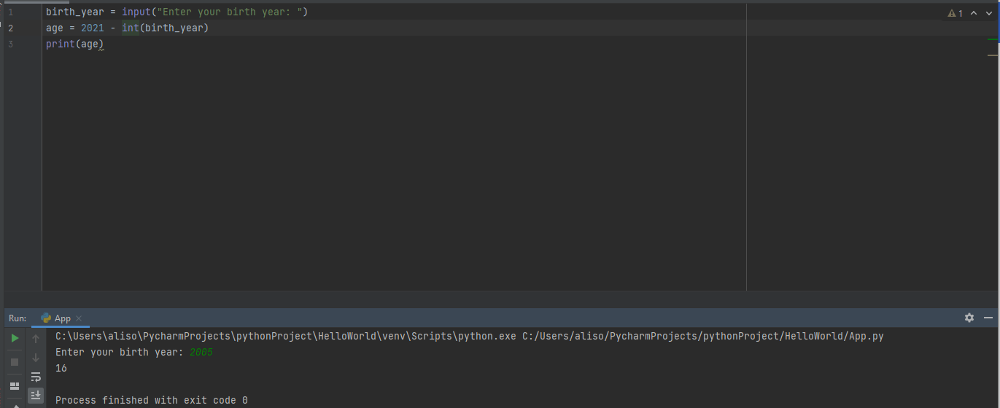 1 birth_year = input("Enter your birth year: ") 1
2 age = 2021 - int(birth_year)
3 print(age)
Run: App
C:\Users\aliso\PycharmProjects\pythonProject\HelloWorld\venv\Scripts\python.exe C:/Users/aliso/PycharmProjects/pythonProject/HelloWorld/App.py
Enter your birth year: 2005
16
Process finished with exit code 0